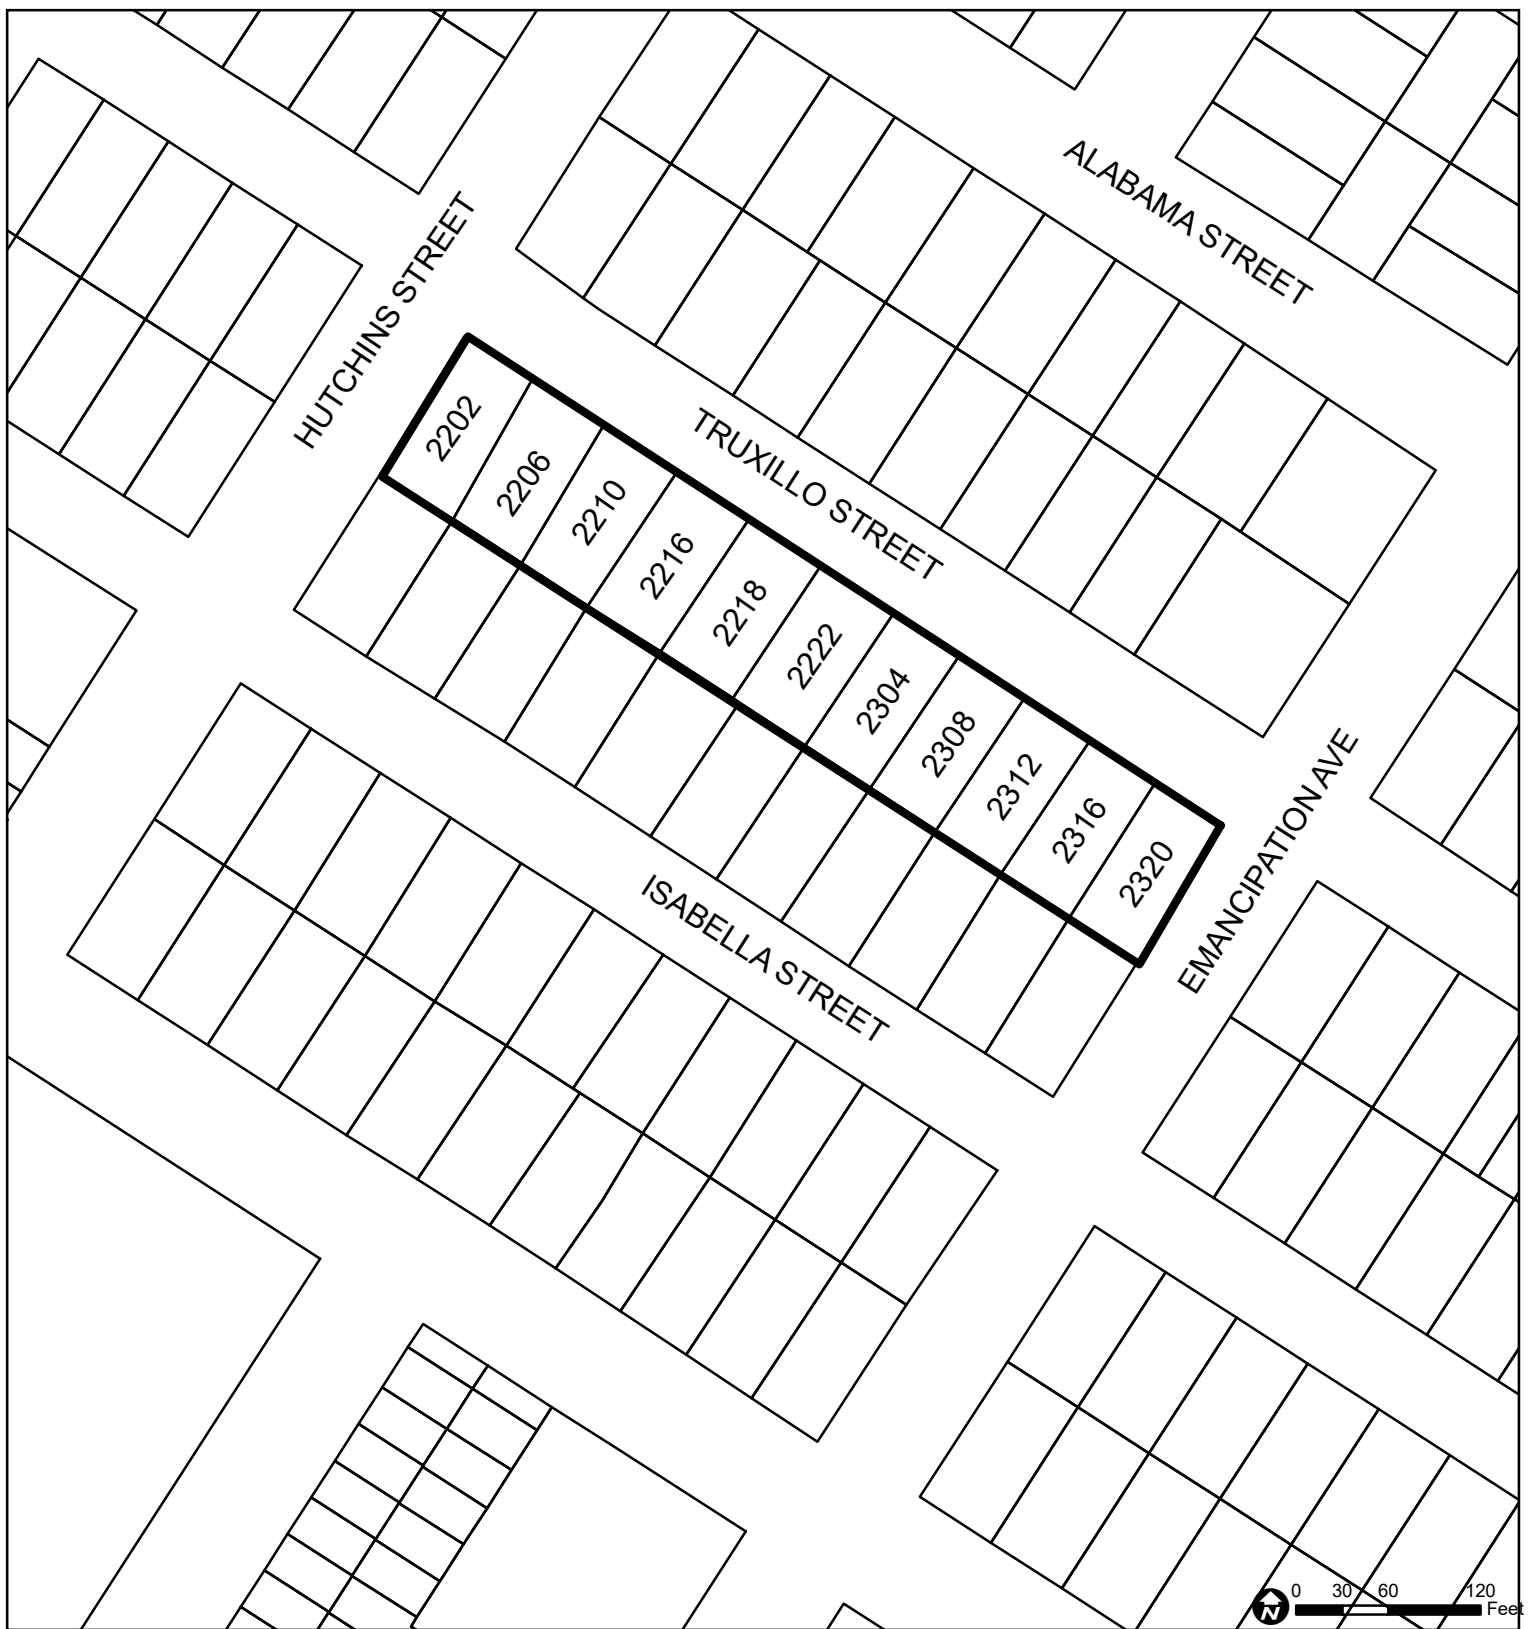 ALABAMA STREET
HUTCHINS STREET
2202
2206
2210
2216
2218
2222
2304
2308
2312
2316
2320
TRUXILLO STREET
EMANCIPATION AVE
ISABELLA STREET
N
0 30 60 120
Feet